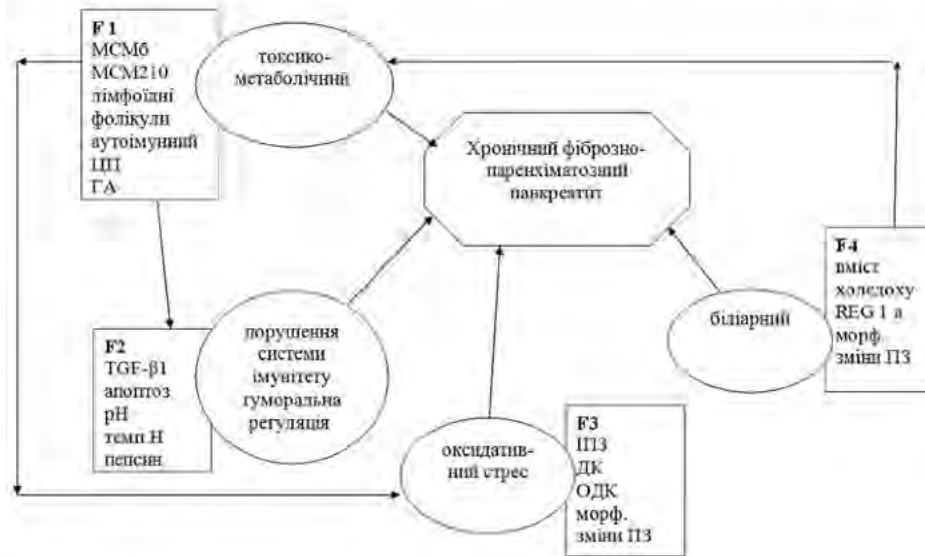 F 1
МСМб
МСМ210
лімфоїдні
фолікули
аутоімунний
ЦП
ГА
токсико-
метаболічний
Хронічний фіброзно-
паренхіматозний
панкреатит
F4
вміст
холедоху
REG 1 a
морф.
зміни ПЗ
біліарний
F2
TGF-β1
апоптоз
pH
темп.Н
пепсин
порушення
системи
імунітету
гуморальна
регуляція
оксидатив-
ний стрес
F3
ІПЗ
ДК
ОДК
морф.
зміни ПЗ